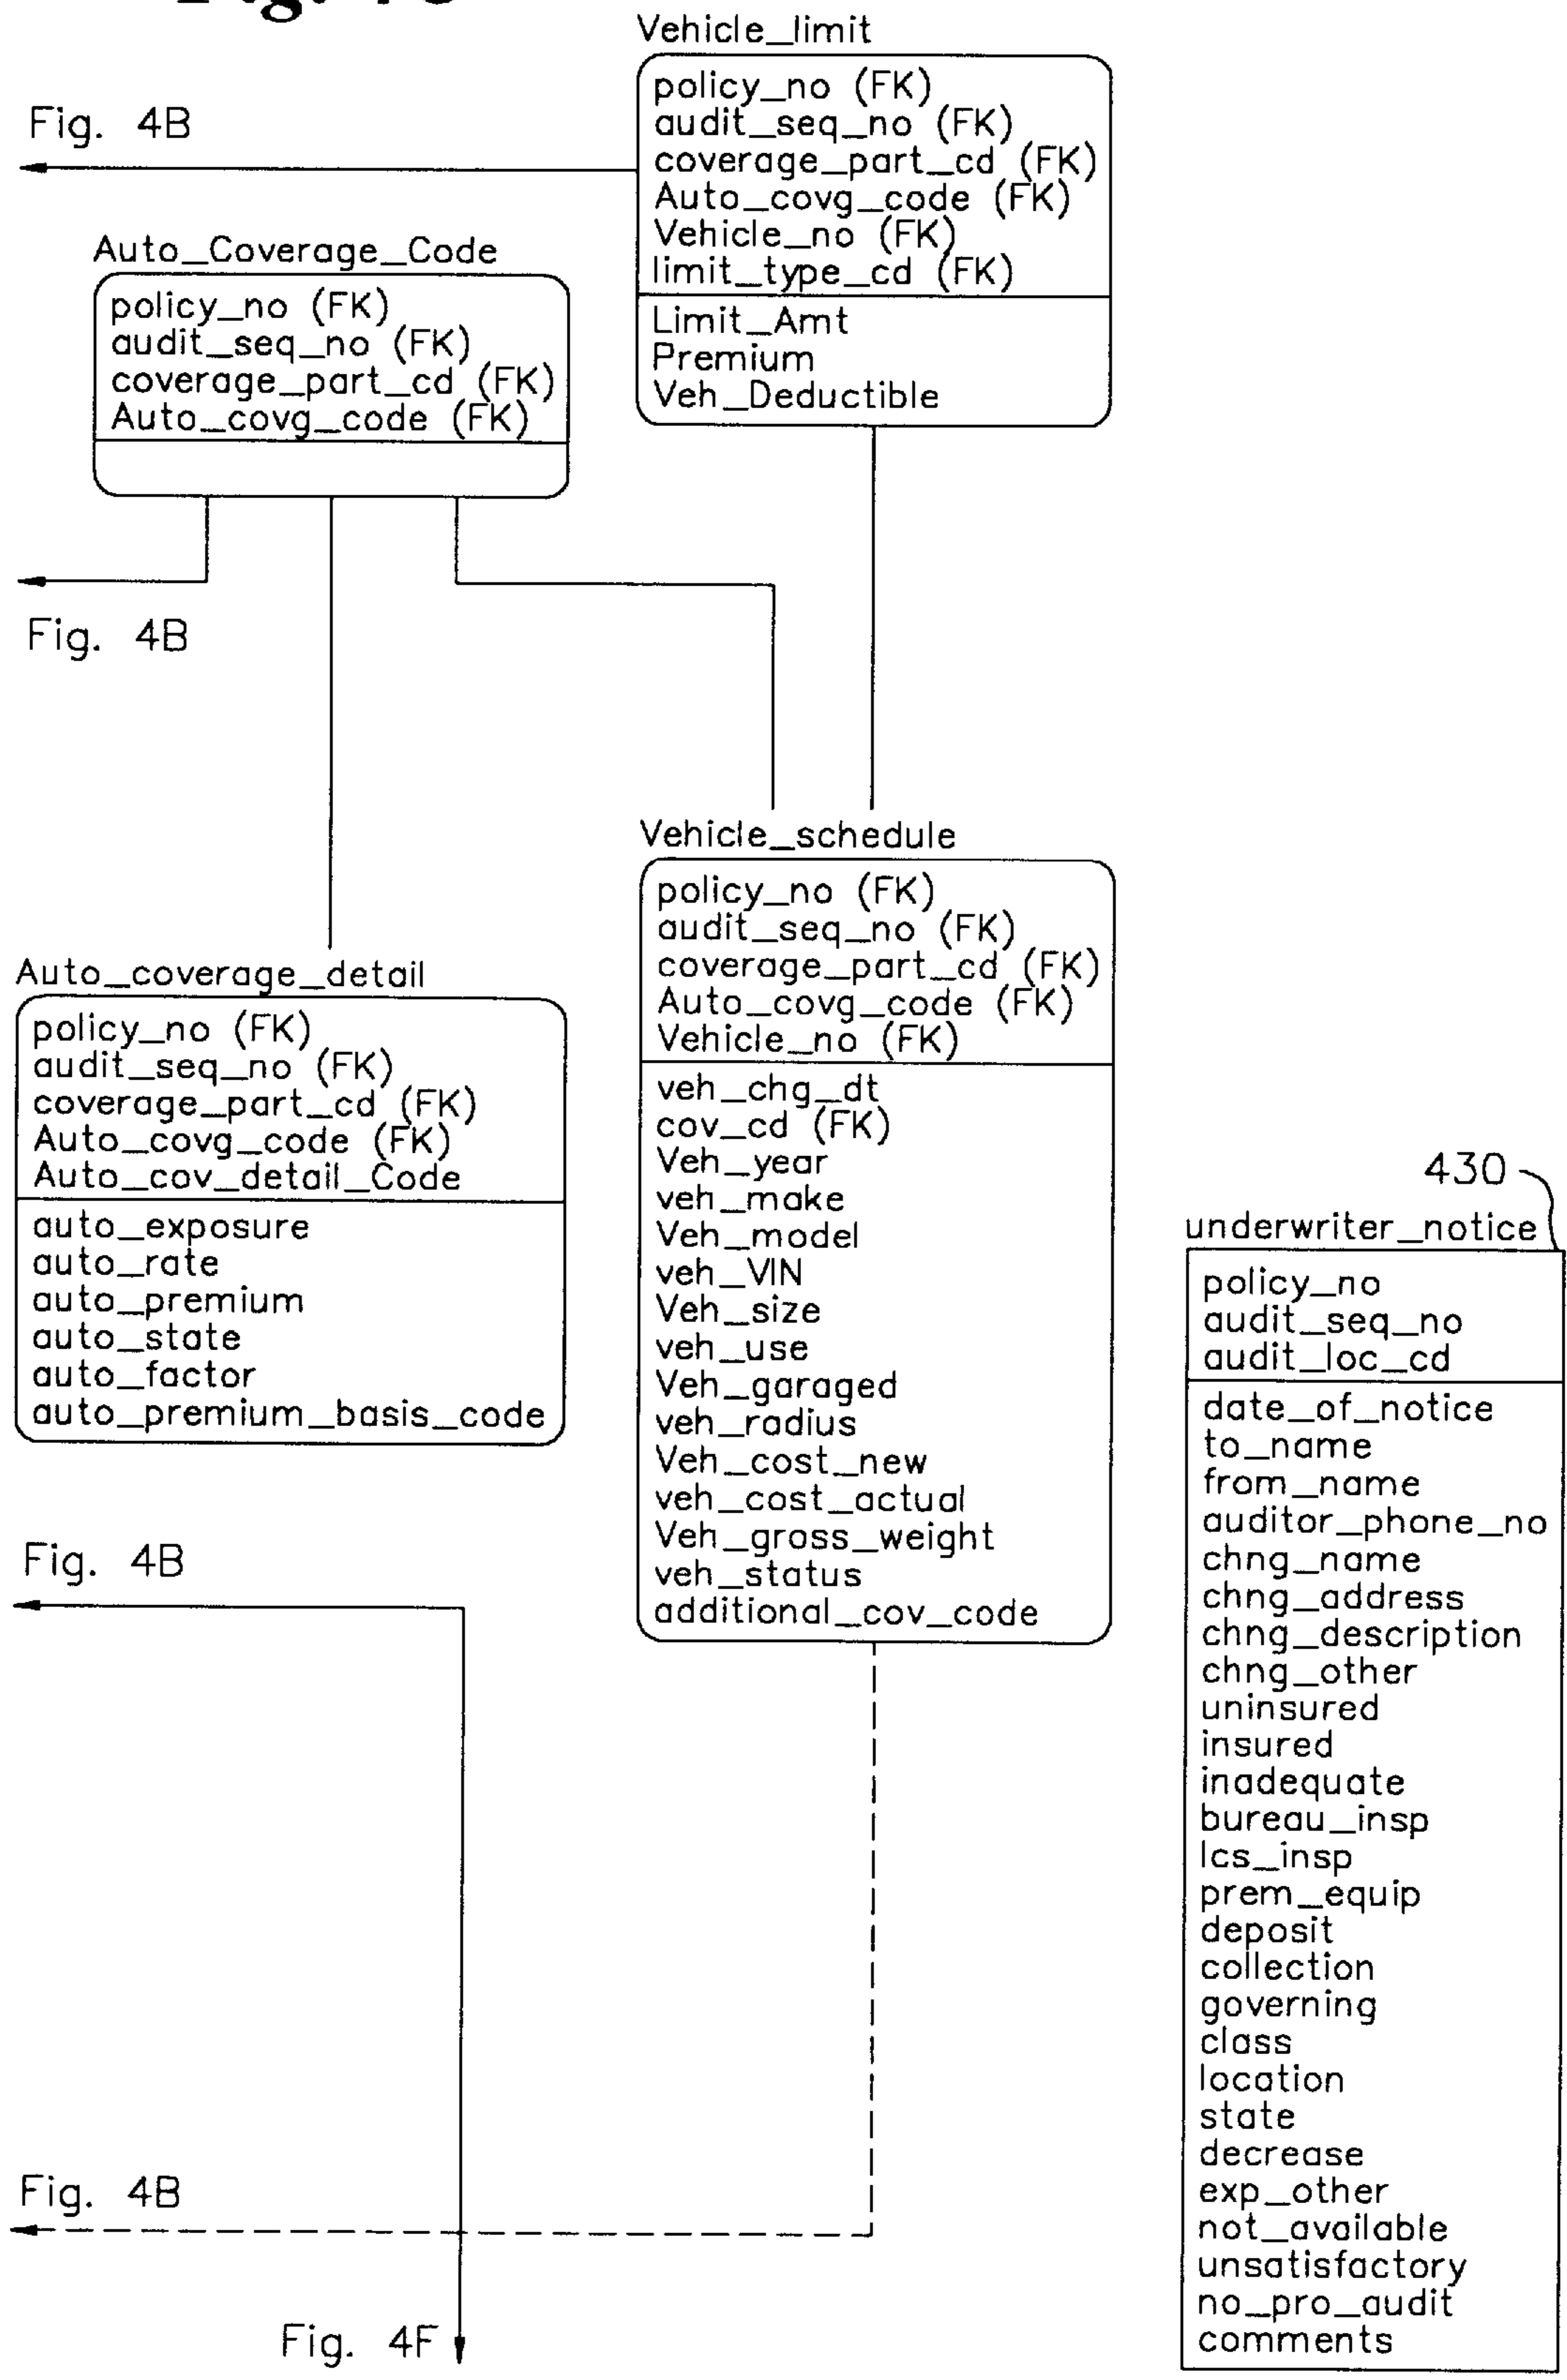 Vehicle_limit
policy_no (FK)
audit_seq_no (FK)
coverage_part_cd (FK)
Auto_covg_code (FK)
Vehicle_no (FK)
limit_type_cd (FK)
Limit_Amt
Premium
Veh_Deductible
Fig. 4B
Auto_Coverage_Code
policy_no (FK)
audit_seq_no (FK)
coverage_part_cd (FK)
Auto_covg_code (FK)
Fig. 4B
Auto_coverage_detail
policy_no (FK)
audit_seq_no (FK)
coverage_part_cd (FK)
Auto_covg_code (FK)
Auto_cov_detail_Code
auto_exposure
auto_rate
auto_premium
auto_state
auto_factor
auto_premium_basis_code
Vehicle_schedule
policy_no (FK)
audit_seq_no (FK)
coverage_part_cd (FK)
Auto_covg_code (FK)
Vehicle_no (FK)
veh_chg_dt
cov_cd (FK)
Veh_year
veh_make
Veh_model
veh_VIN
Veh_size
veh_use
Veh_garaged
veh_radius
Veh_cost_new
veh_cost_actual
Veh_gross_weight
veh_status
additional_cov_code
430
underwriter_notice
policy_no
audit_seq_no
audit_loc_cd
date_of_notice
to_name
from_name
auditor_phone_no
chng_name
chng_address
chng_description
chng_other
uninsured
insured
inadequate
bureau_insp
lcs_insp
prem_equip
deposit
collection
governing
class
location
state
decrease
exp_other
not_available
unsatisfactory
no_pro_audit
comments
Fig. 4B
Fig. 4B
Fig. 4F